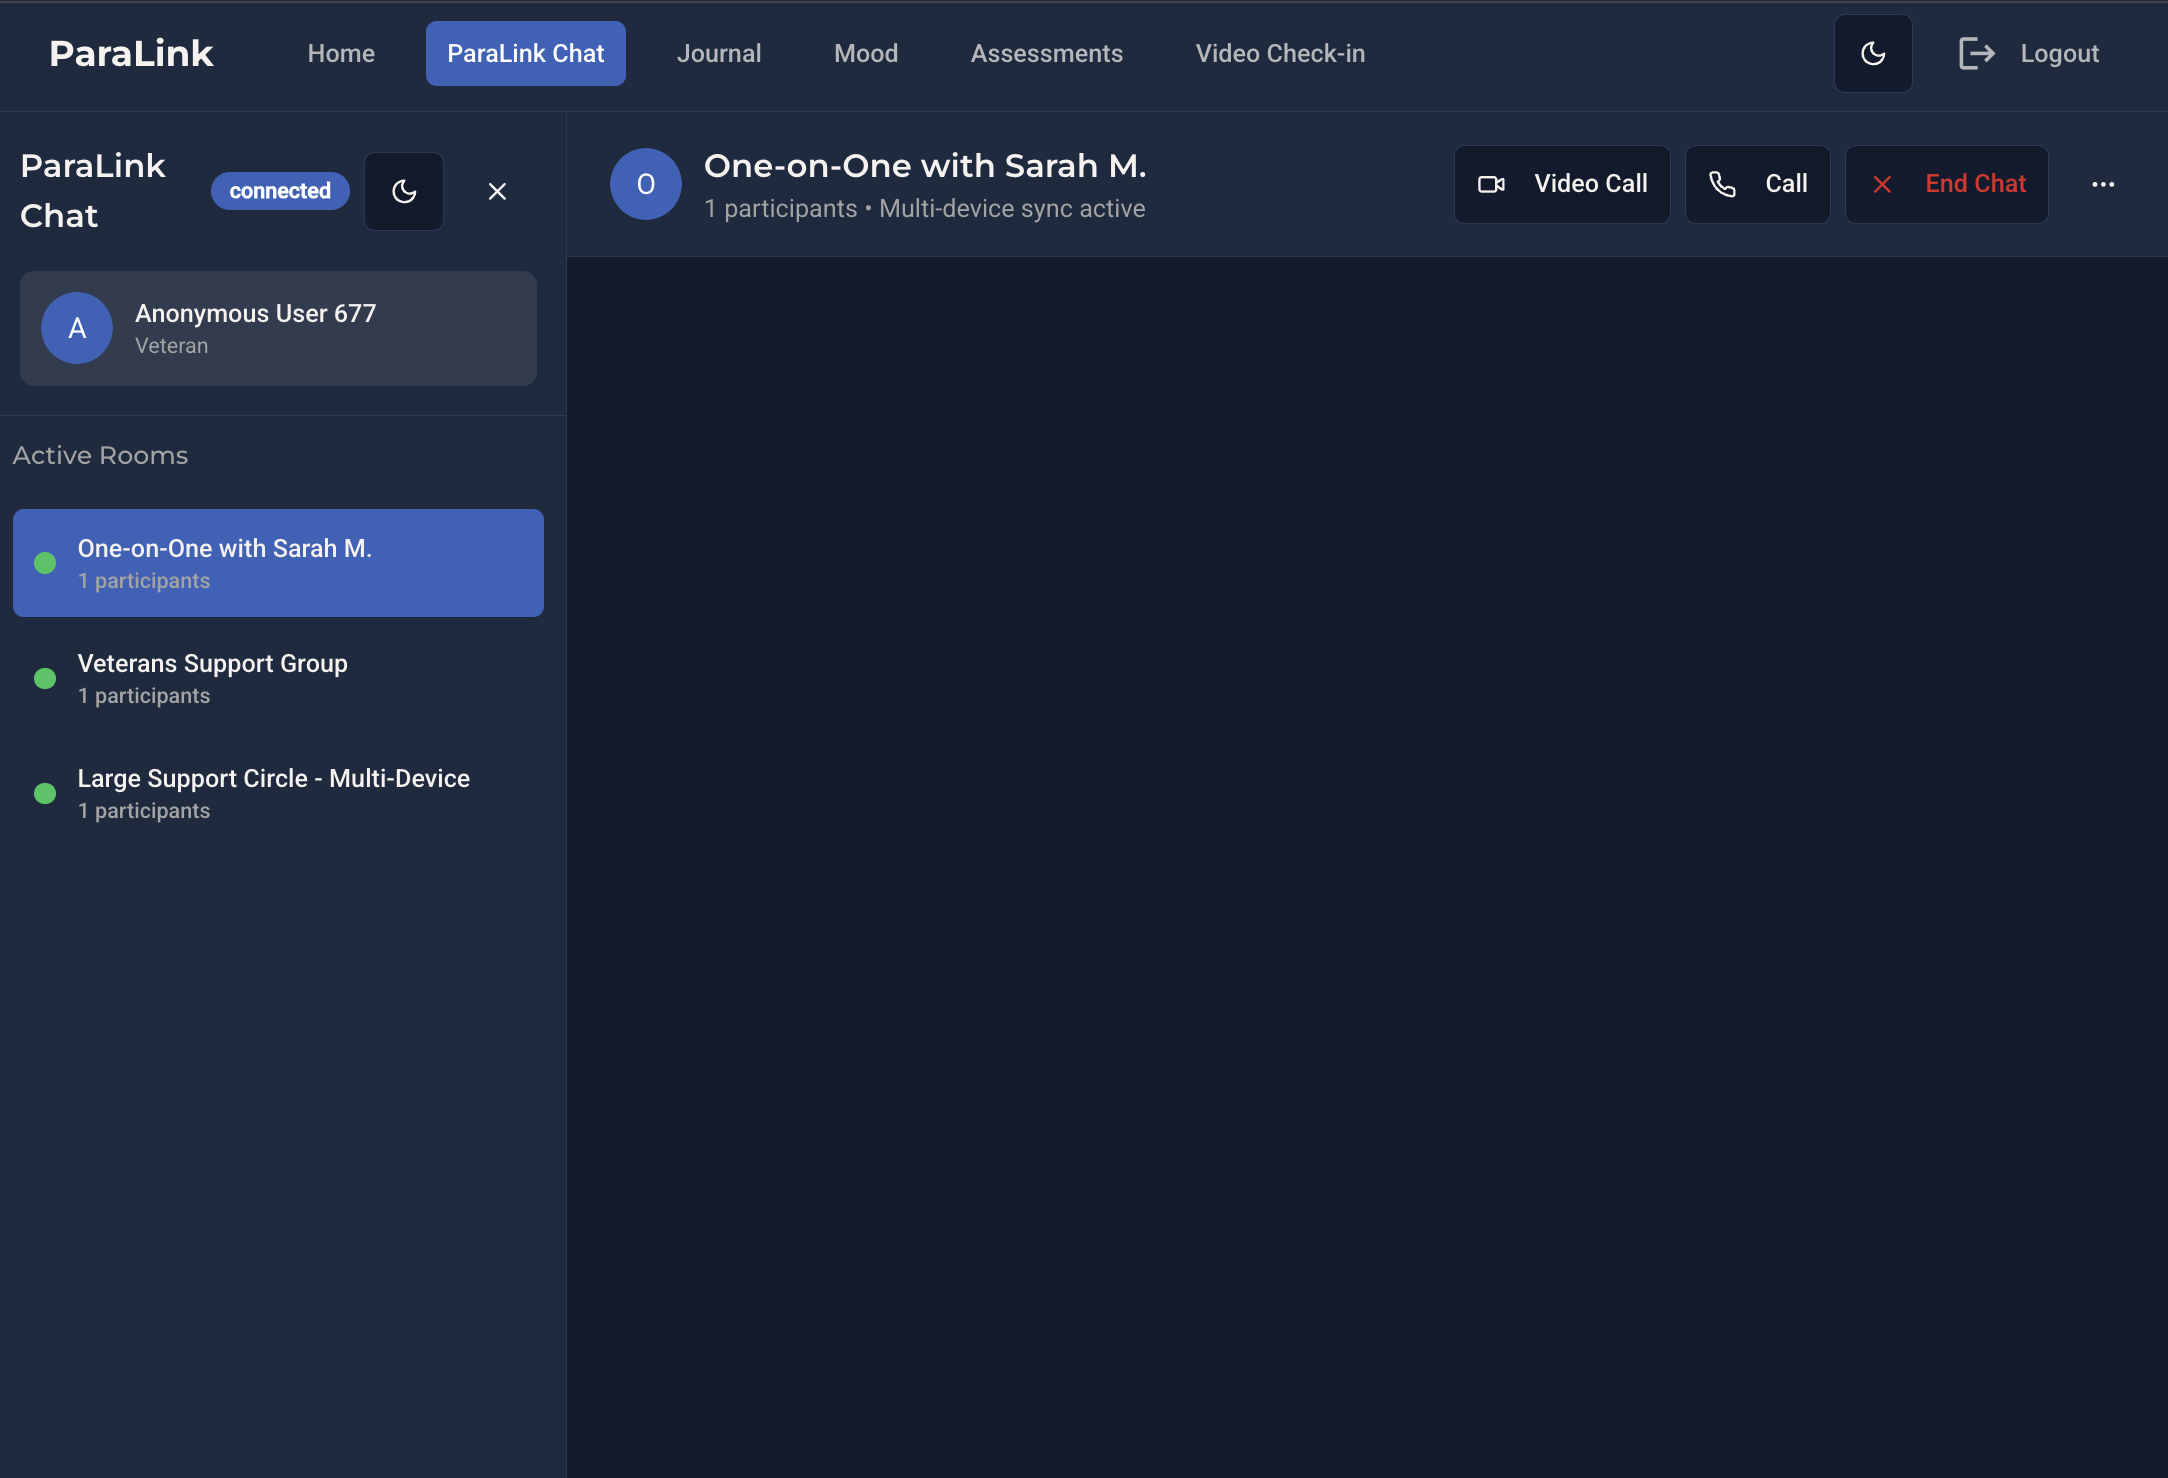 ParaLink
Home
ParaLink Chat
Journal
Mood
Assessments
Video Check-in
Logout
ParaLink
Chat
connected
A
Anonymous User 677
Veteran
Active Rooms
One-on-One with Sarah M.
1 participants
Veterans Support Group
1 participants
Large Support Circle - Multi-Device
1 participants
O
One-on-One with Sarah M.
1 participants • Multi-device sync active
Video Call
Call
End Chat